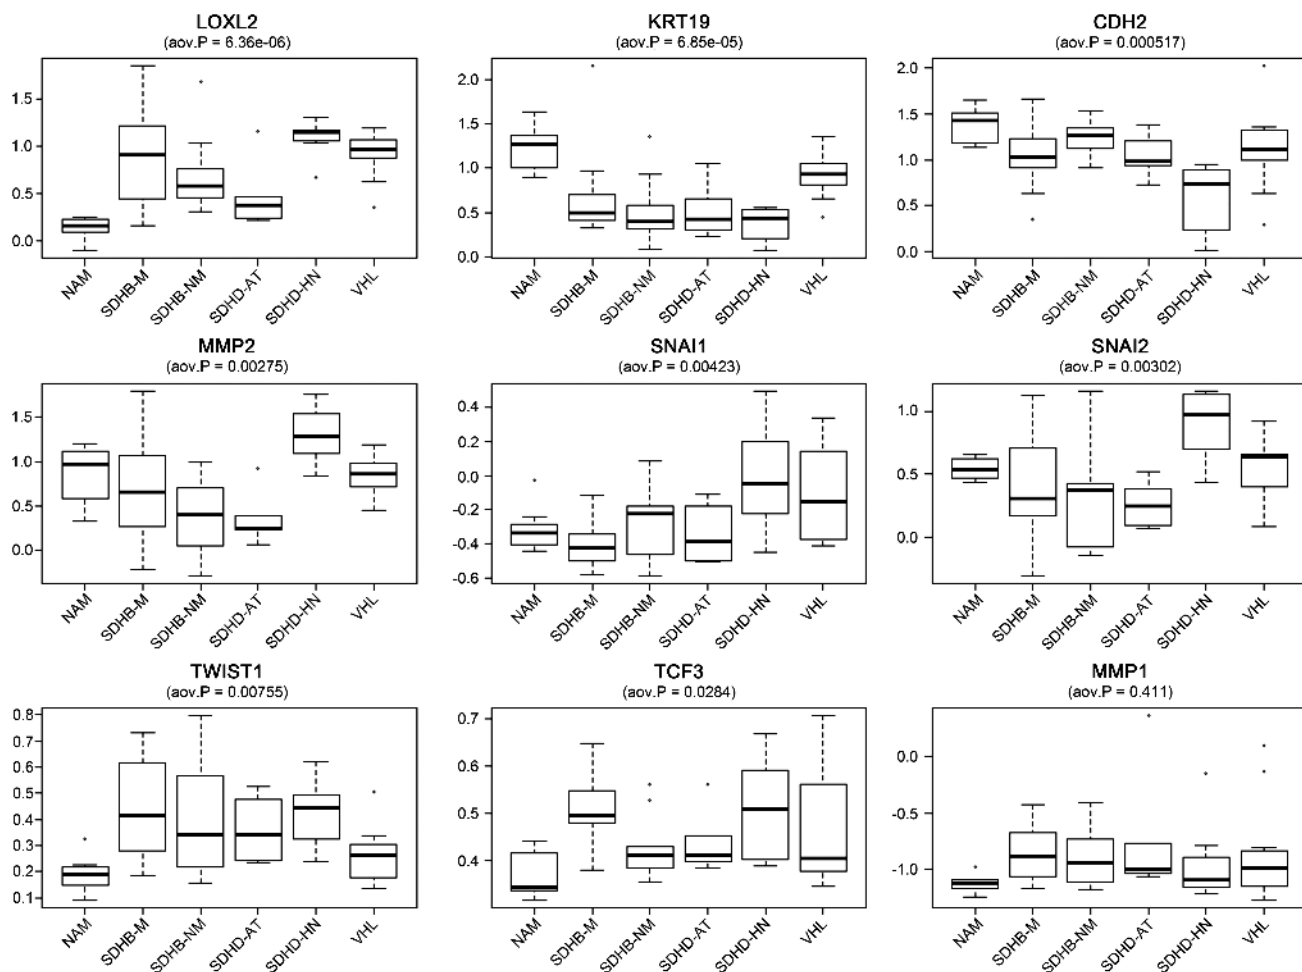 LOXL2
(aov.P = 6.36e-06)
1.5
1.0
0.5
0.0
NAM
SDHB-M
SDHB-NM
SDHD-AT
SDHD-HN
VHL
KRT19
(aov.P = 6.85e-05)
2.0
1.5
1.0
0.5
0.0
NAM
SDHB-M
SDHB-NM
SDHD-AT
SDHD-HN
VHL
CDH2
(aov.P = 0.000517)
2.0
1.5
1.0
0.5
0.0
NAM
SDHB-M
SDHB-NM
SDHD-AT
SDHD-HN
VHL
MMP2
(aov.P = 0.00275)
1.5
1.0
0.5
0.0
NAM
SDHB-M
SDHB-NM
SDHD-AT
SDHD-HN
VHL
SNAI1
(aov.P = 0.00423)
0.4
0.2
0.0
-0.2
-0.4
-0.6
NAM
SDHB-M
SDHB-NM
SDHD-AT
SDHD-HN
VHL
SNAI2
(aov.P = 0.00302)
1.0
0.5
0.0
NAM
SDHB-M
SDHB-NM
SDHD-AT
SDHD-HN
VHL
TWIST1
(aov.P = 0.00755)
0.8
0.7
0.6
0.5
0.4
0.3
0.2
0.1
NAM
SDHB-M
SDHB-NM
SDHD-AT
SDHD-HN
VHL
TCF3
(aov.P = 0.0284)
0.7
0.6
0.5
0.4
NAM
SDHB-M
SDHB-NM
SDHD-AT
SDHD-HN
VHL
MMP1
(aov.P = 0.411)
0.0
-0.5
-1.0
NAM
SDHB-M
SDHB-NM
SDHD-AT
SDHD-HN
VHL